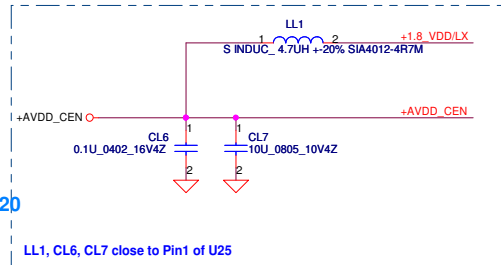 LL1
1 2
+1.8_VDD/LX
S INDUC_ 4.7UH +-20% SIA4012-4R7M
+AVDD_CEN
+AVDD_CEN
1 1
CL6 CL7
0.1U_0402_16V4Z 10U_0805_10V4Z
2 2
20
LL1, CL6, CL7 close to Pin1 of U25